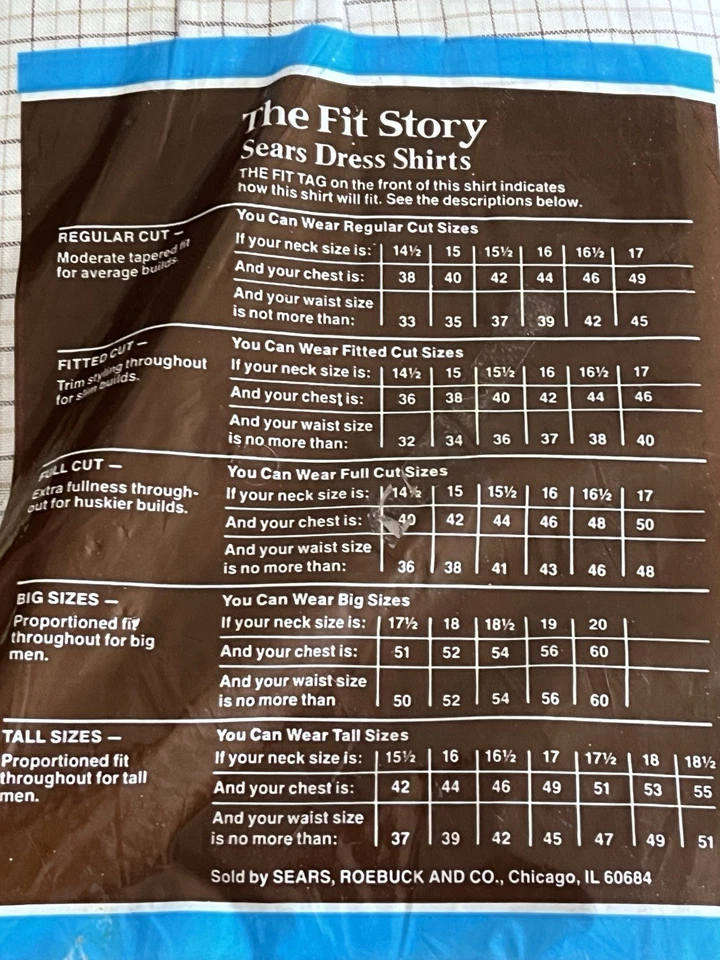 The Fit Story
Sears Dress Shirts
THE FIT TAG on the front of this shirt indicates
how this shirt will fit. See the descriptions below.
REGULAR CUT —
Moderate tapered fit
for average builds.
You Can Wear Regular Cut Sizes
If your neck size is: 14½ 15 15½ 16 16½ 17
And your chest is: 38 40 42 44 46 49
And your waist size
is not more than: 33 35 37 39 42 45
FITTED CUT —
Trim styling throughout
for slim builds.
You Can Wear Fitted Cut Sizes
If your neck size is: 14½ 15 15½ 16 16½ 17
And your chest is: 36 38 40 42 44 46
And your waist size
is no more than: 32 34 36 37 38 40
FULL CUT —
Extra fullness through-
out for huskier builds.
You Can Wear Full Cut Sizes
If your neck size is: 14½ 15 15½ 16 16½ 17
And your chest is: 40 42 44 46 48 50
And your waist size
is no more than: 36 38 41 43 46 48
BIG SIZES —
Proportioned fit
throughout for big
men.
You Can Wear Big Sizes
If your neck size is: 17½ 18 18½ 19 20
And your chest is: 51 52 54 56 60
And your waist size
is no more than 50 52 54 56 60
TALL SIZES —
Proportioned fit
throughout for tall
men.
You Can Wear Tall Sizes
If your neck size is: 15½ 16 16½ 17 17½ 18 18½
And your chest is: 42 44 46 49 51 53 55
And your waist size
is no more than: 37 39 42 45 47 49 51
Sold by SEARS, ROEBUCK AND CO., Chicago, IL 60684